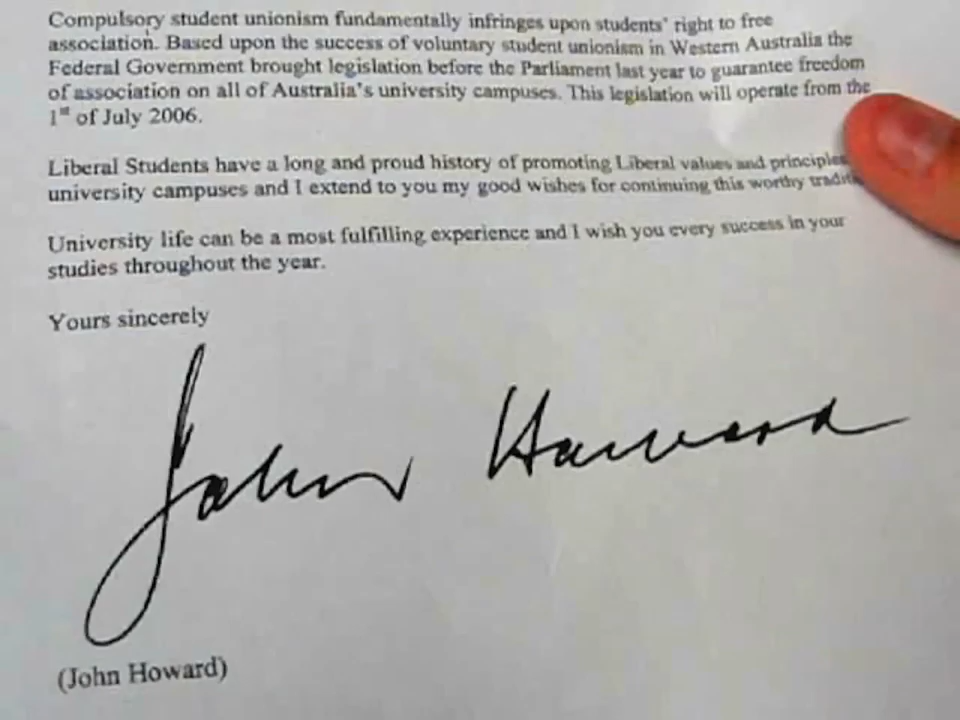 Compulsory student unionism fundamentally infringes upon students' right to free
association. Based upon the success of voluntary student unionism in Western Australia the
Federal Government brought legislation before the Parliament last year to guarantee freedom
of association on all of Australia's university campuses. This legislation will operate from the
1st of July 2006.
Liberal Students have a long and proud history of promoting Liberal values and principles
university campuses and I extend to you my good wishes for continuing this worthy
University life can be a most fulfilling experience and I wish you every success in your
studies throughout the year.
Yours sincerely
John Howard
(John Howard)